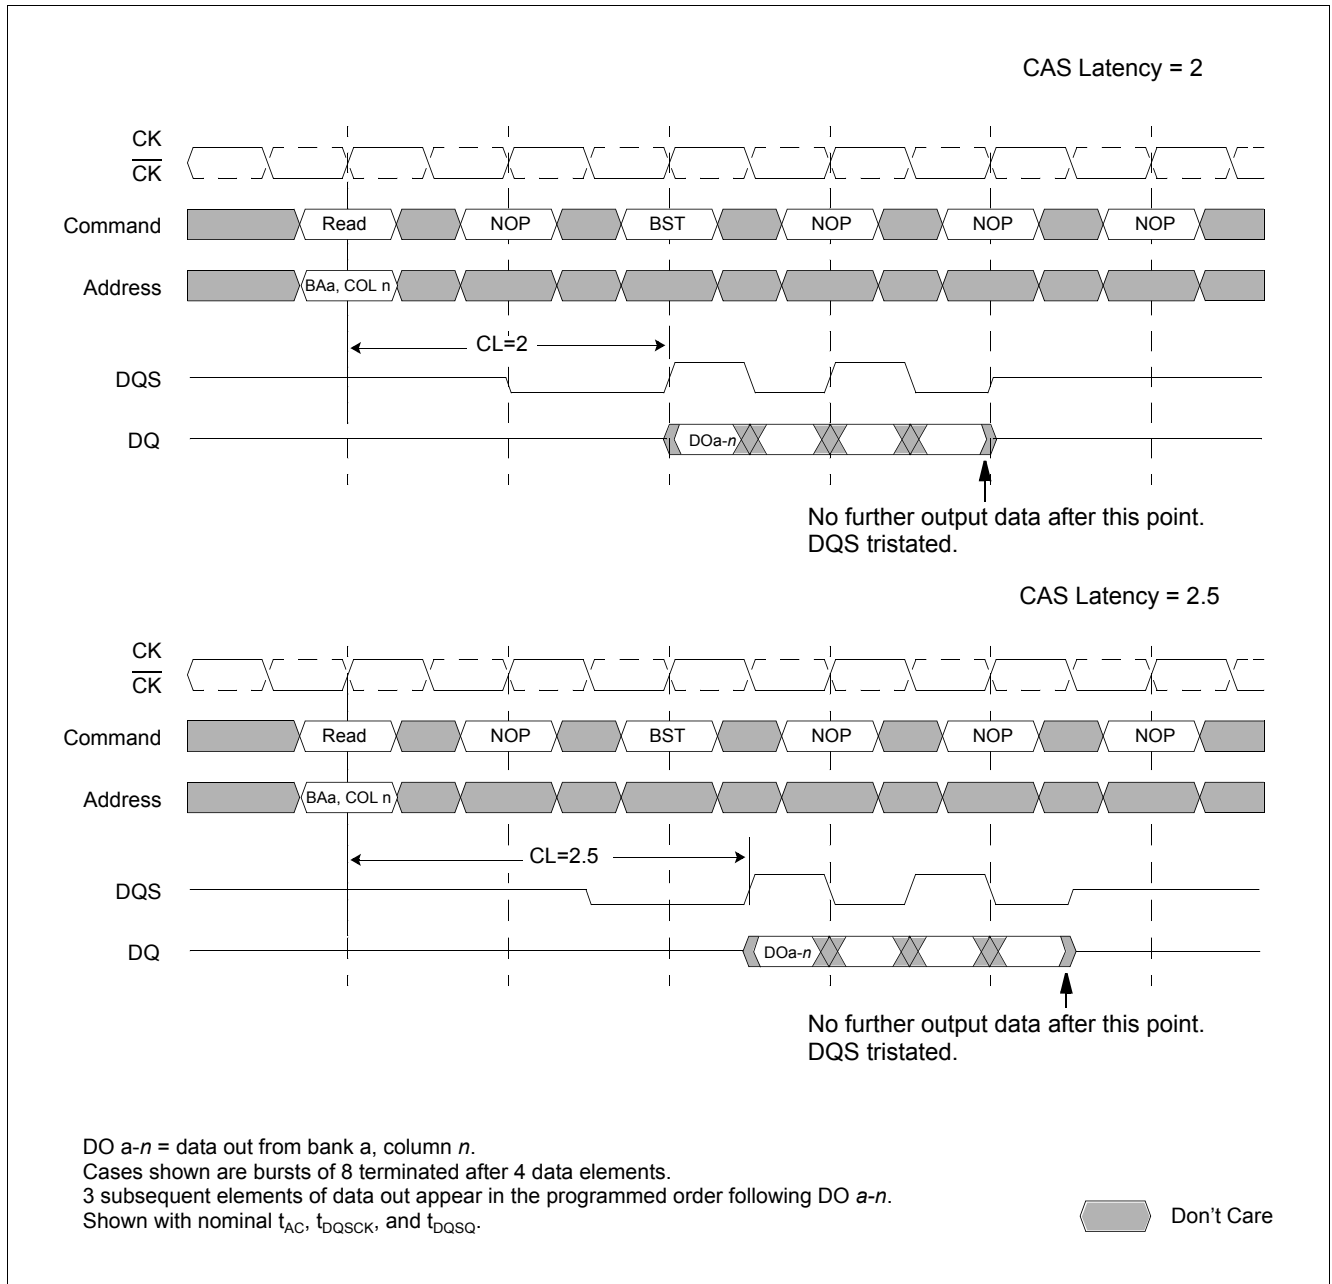 CAS Latency = 2
CK
CK
Command Read NOP BST NOP NOP NOP
Address BAa, COL n
CL=2
DQS
DQ DOa-n
No further output data after this point.
DQS tristated.
CAS Latency = 2.5
CK
CK
Command Read NOP BST NOP NOP NOP
Address BAa, COL n
CL=2.5
DQS
DQ DOa-n
No further output data after this point.
DQS tristated.
DO a-n = data out from bank a, column n.
Cases shown are bursts of 8 terminated after 4 data elements.
3 subsequent elements of data out appear in the programmed order following DO a-n.
Shown with nominal tAC, tDQSCK, and tDQSQ.
Don't Care